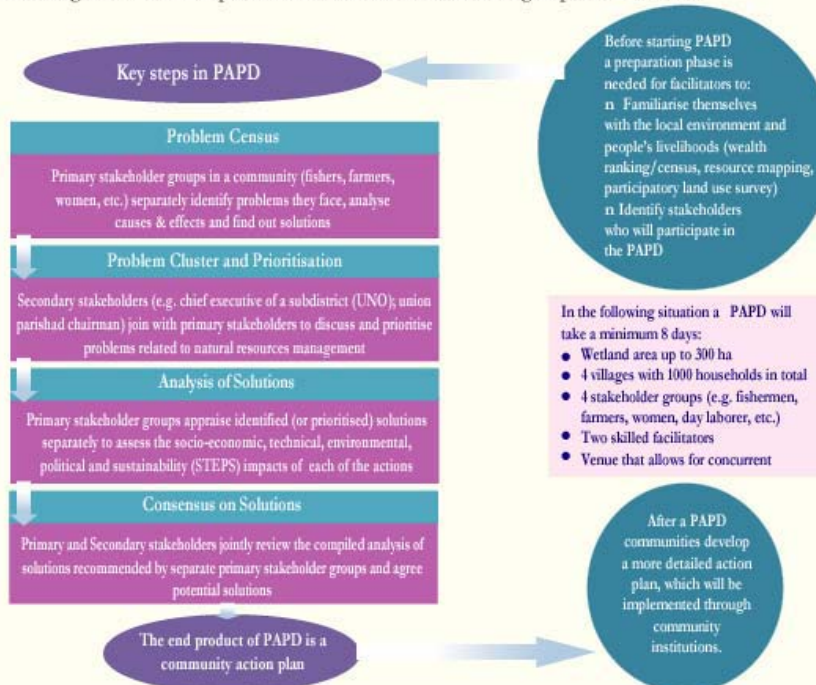 Key steps in PAPD
Before starting PAPD
a preparation phase is
needed for facilitators to:
n Familiarise themselves
with the local environment and
people's livelihoods (wealth
ranking/census, resource mapping,
participatory land use survey)
n Identify stakeholders
who will participate in
the PAPD
Problem Census
Primary stakeholder groups in a community (fishers, farmers,
women, etc.) separately identify problems they face, analyse
causes & effects and find out solutions
Problem Cluster and Prioritisation
Secondary stakeholders (e.g. chief executive of a subdistrict (UNO); union
parishad chairman) join with primary stakeholders to discuss and prioritise
problems related to natural resources management
Analysis of Solutions
Primary stakeholder groups appraise identified (or prioritised) solutions
separately to assess the socio-economic, technical, environmental,
political and sustainability (STEPS) impacts of each of the actions
Consensus on Solutions
Primary and Secondary stakeholders jointly review the compiled analysis of
solutions recommended by separate primary stakeholder groups and agree
potential solutions
The end product of PAPD is a
community action plan
In the following situation a PAPD will
take a minimum 8 days:
● Wetland area up to 300 ha
● 4 villages with 1000 households in total
● 4 stakeholder groups (e.g. fishermen,
farmers, women, day laborer, etc.)
● Two skilled facilitators
● Venue that allows for concurrent
After a PAPD
communities develop
a more detailed action
plan, which will be
implemented through
community
institutions.